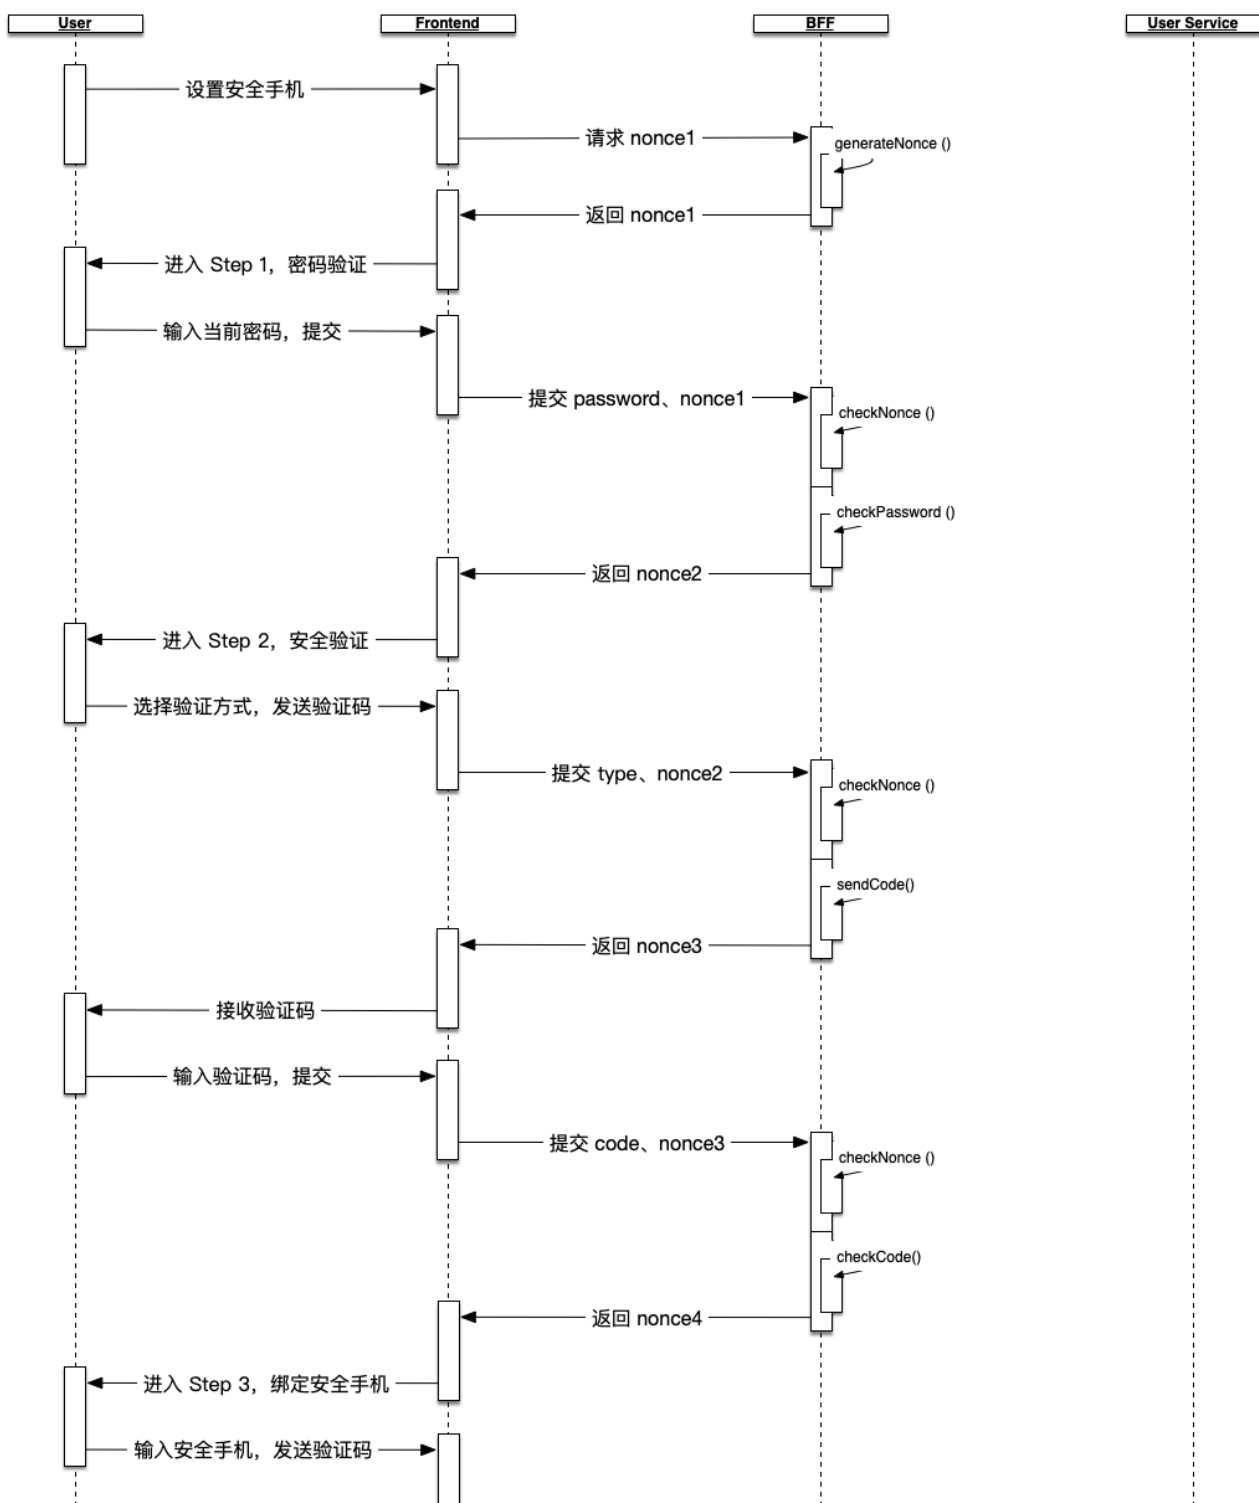 User
Frontend
BFF
User Service
设置安全手机
请求 nonce1
generateNonce ()
返回 nonce1
进入 Step 1，密码验证
输入当前密码，提交
提交 password、nonce1
checkNonce ()
checkPassword ()
返回 nonce2
进入 Step 2，安全验证
选择验证方式，发送验证码
提交 type、nonce2
checkNonce ()
sendCode()
返回 nonce3
接收验证码
输入验证码，提交
提交 code、nonce3
checkNonce ()
checkCode()
返回 nonce4
进入 Step 3，绑定安全手机
输入安全手机，发送验证码